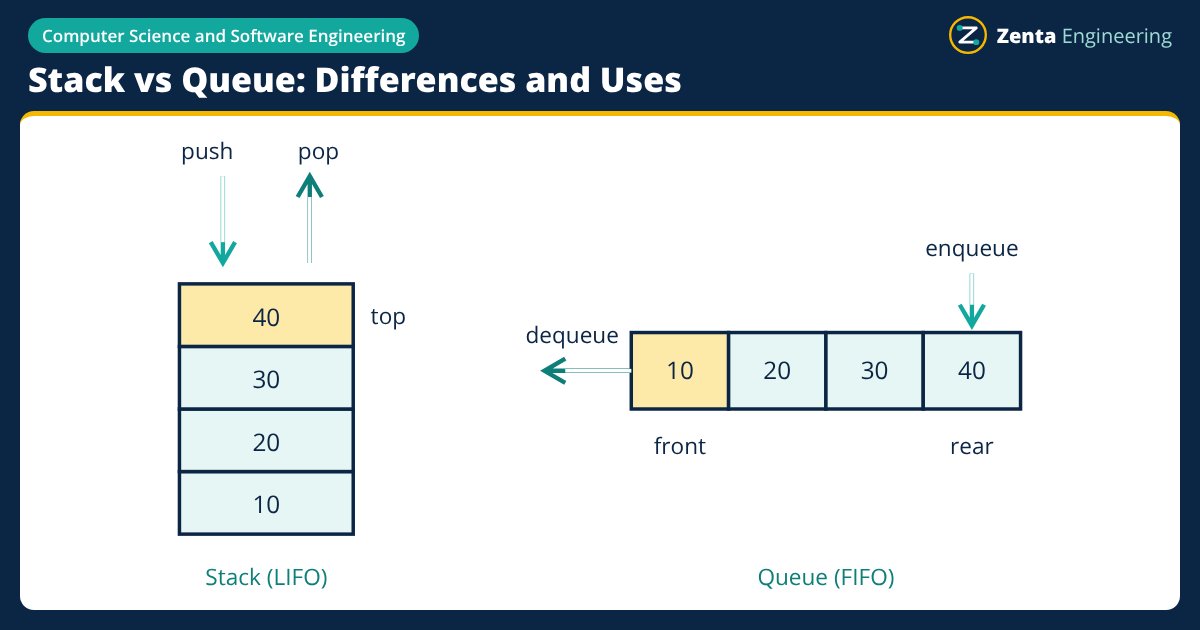 Computer Science and Software Engineering
Zenta Engineering
Stack vs Queue: Differences and Uses
push
pop
40
top
30
20
10
Stack (LIFO)
enqueue
dequeue
10 20 30 40
front
rear
Queue (FIFO)